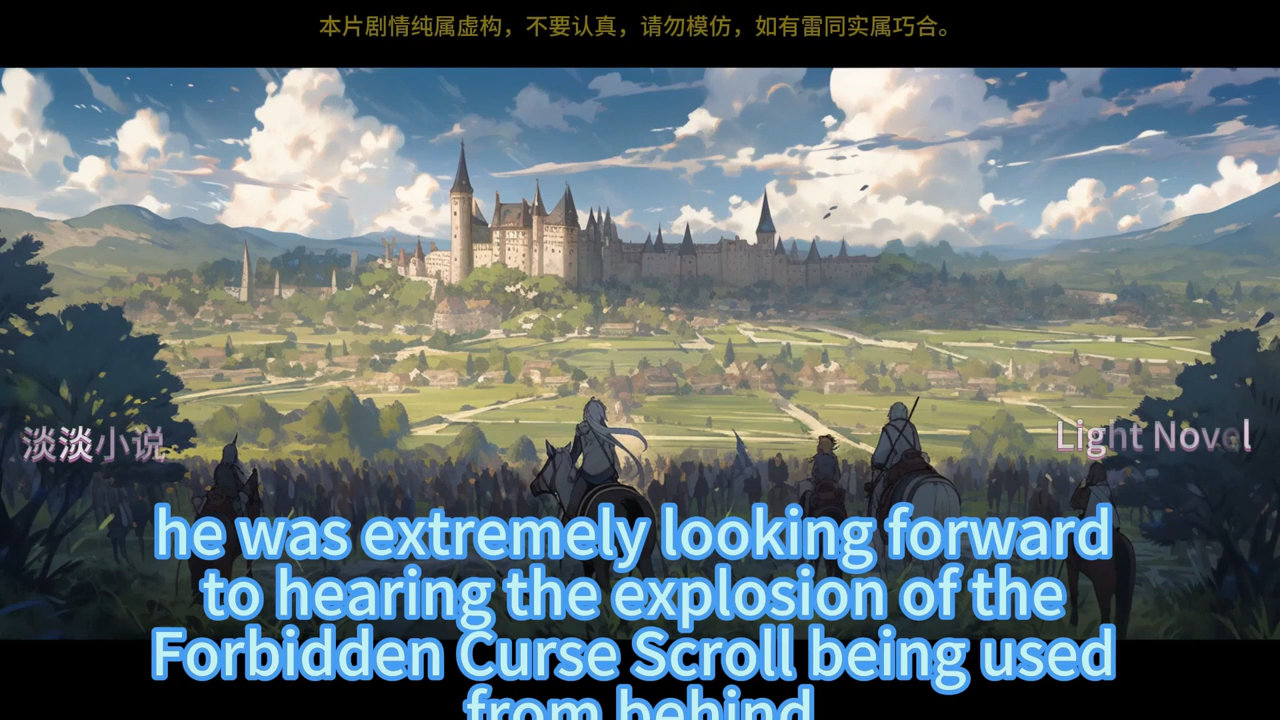 本片剧情纯属虚构，不要认真，请勿模仿，如有雷同实属巧合。
淡淡小说
Light Novel
he was extremely looking forward
to hearing the explosion of the
Forbidden Curse Scroll being used
from behind